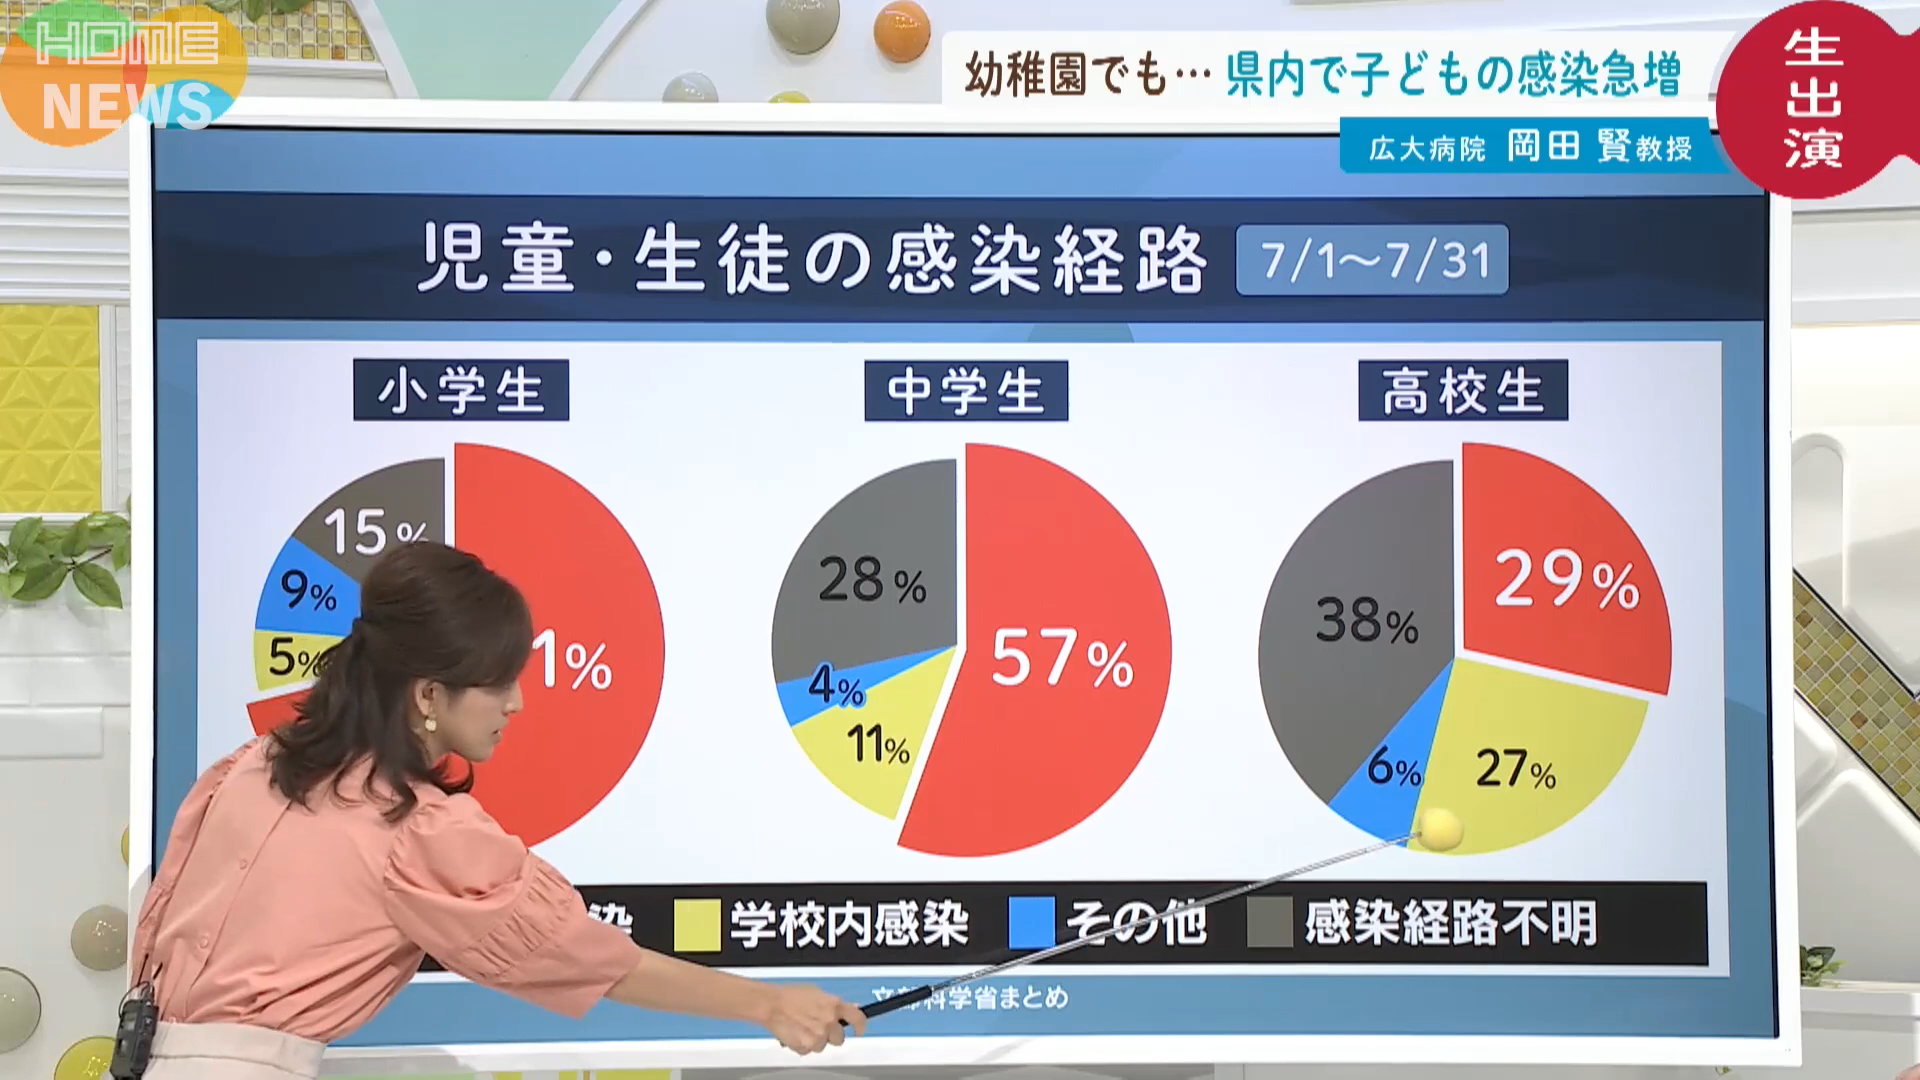 HOME
NEWS
幼稚園でも… 県内で子どもの感染急増
広大病院 岡田 賢教授
生出演
児童・生徒の感染経路 7/1～7/31
小学生 中学生 高校生
15%
9%
5%
1%
28%
4%
11%
57%
38%
6%
27%
29%
染 学校内感染 その他 感染経路不明
文部科学省まとめ